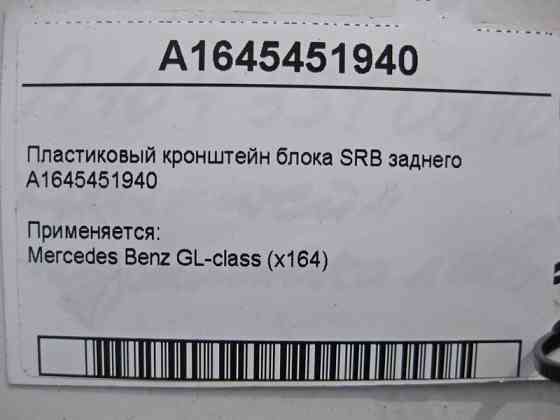 A1645451940
Пластиковый кронштейн блока SRB заднего
A1645451940
Применяется:
Mercedes Benz GL-class (x164)